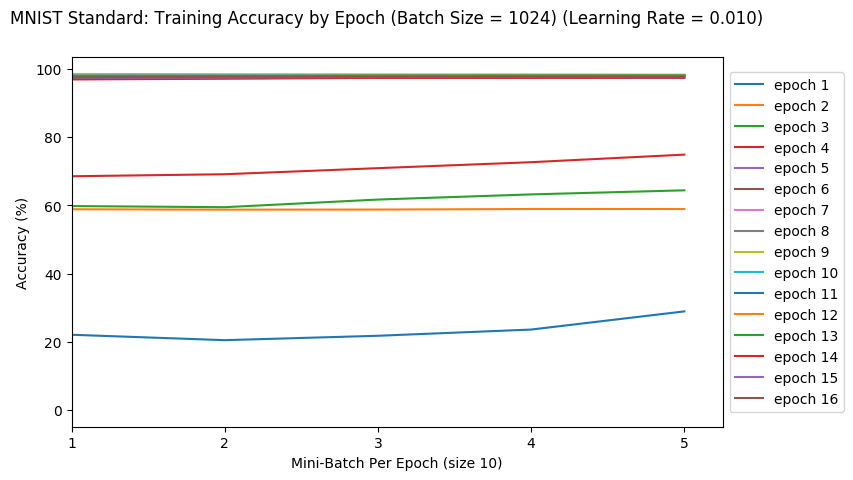 MNIST Standard: Training Accuracy by Epoch (Batch Size = 1024) (Learning Rate = 0.010)
100
80
60
40
20
0
Accuracy (%)
1 2 3 4 5
Mini-Batch Per Epoch (size 10)
epoch 1
epoch 2
epoch 3
epoch 4
epoch 5
epoch 6
epoch 7
epoch 8
epoch 9
epoch 10
epoch 11
epoch 12
epoch 13
epoch 14
epoch 15
epoch 16